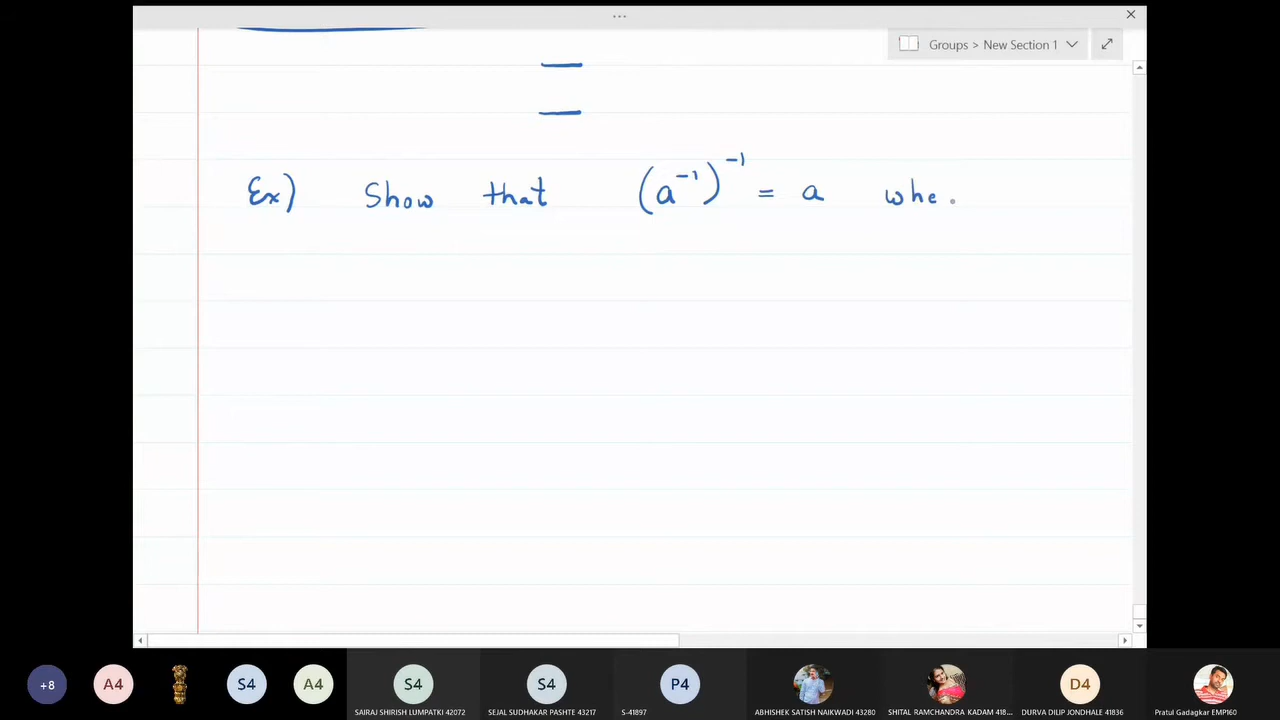 Groups > New Section 1
Ex) Show that (a⁻¹)⁻¹ = a whe
+8 A4 S4 A4 S4 S4 P4 D4
SAIRAJ SHIRISH LUMPATKI 42072 SEJAL SUDHAKAR PASHTE 43217 S-41897 ABHISHEK SATISH NAIKWADI 43280 SHITAL RAMCHANDRA KADAM 418... DURVA DILIP JONDHALE 41836 Pratul Gadagkar EMP160